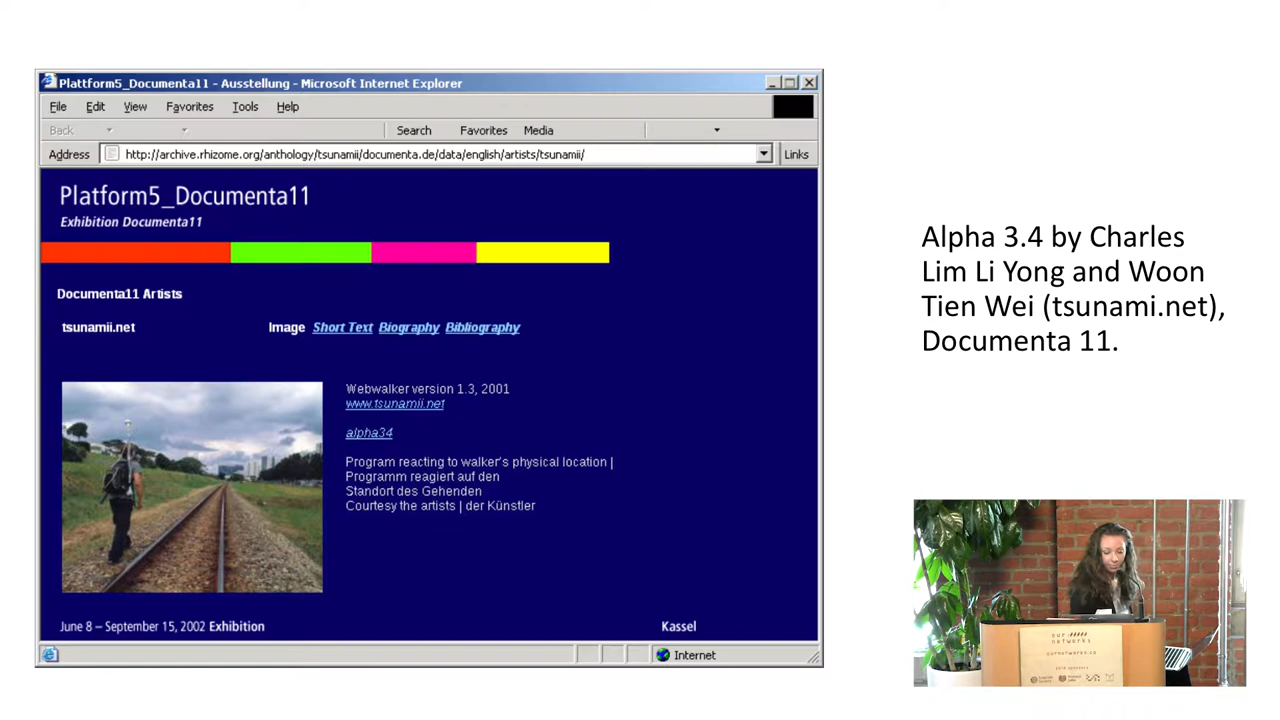 Plattform5_Documenta11 - Ausstellung - Microsoft Internet Explorer
File Edit View Favorites Tools Help
Back Search Favorites Media
Address http://archive.rhizome.org/anthology/tsunamii/documenta.de/data/english/artists/tsunamii/ Links
Platform5_Documenta11
Exhibition Documenta11
Documenta11 Artists
tsunamii.net Image Short Text Biography Bibliography
Webwalker version 1.3, 2001
www.tsunamii.net
alpha34
Program reacting to walker's physical location |
Programm reagiert auf den
Standort des Gehenden
Courtesy the artists | der Künstler
June 8 – September 15, 2002 Exhibition Kassel
Internet
Alpha 3.4 by Charles
Lim Li Yong and Woon
Tien Wei (tsunami.net),
Documenta 11.
our
networks
ournetworks.ca